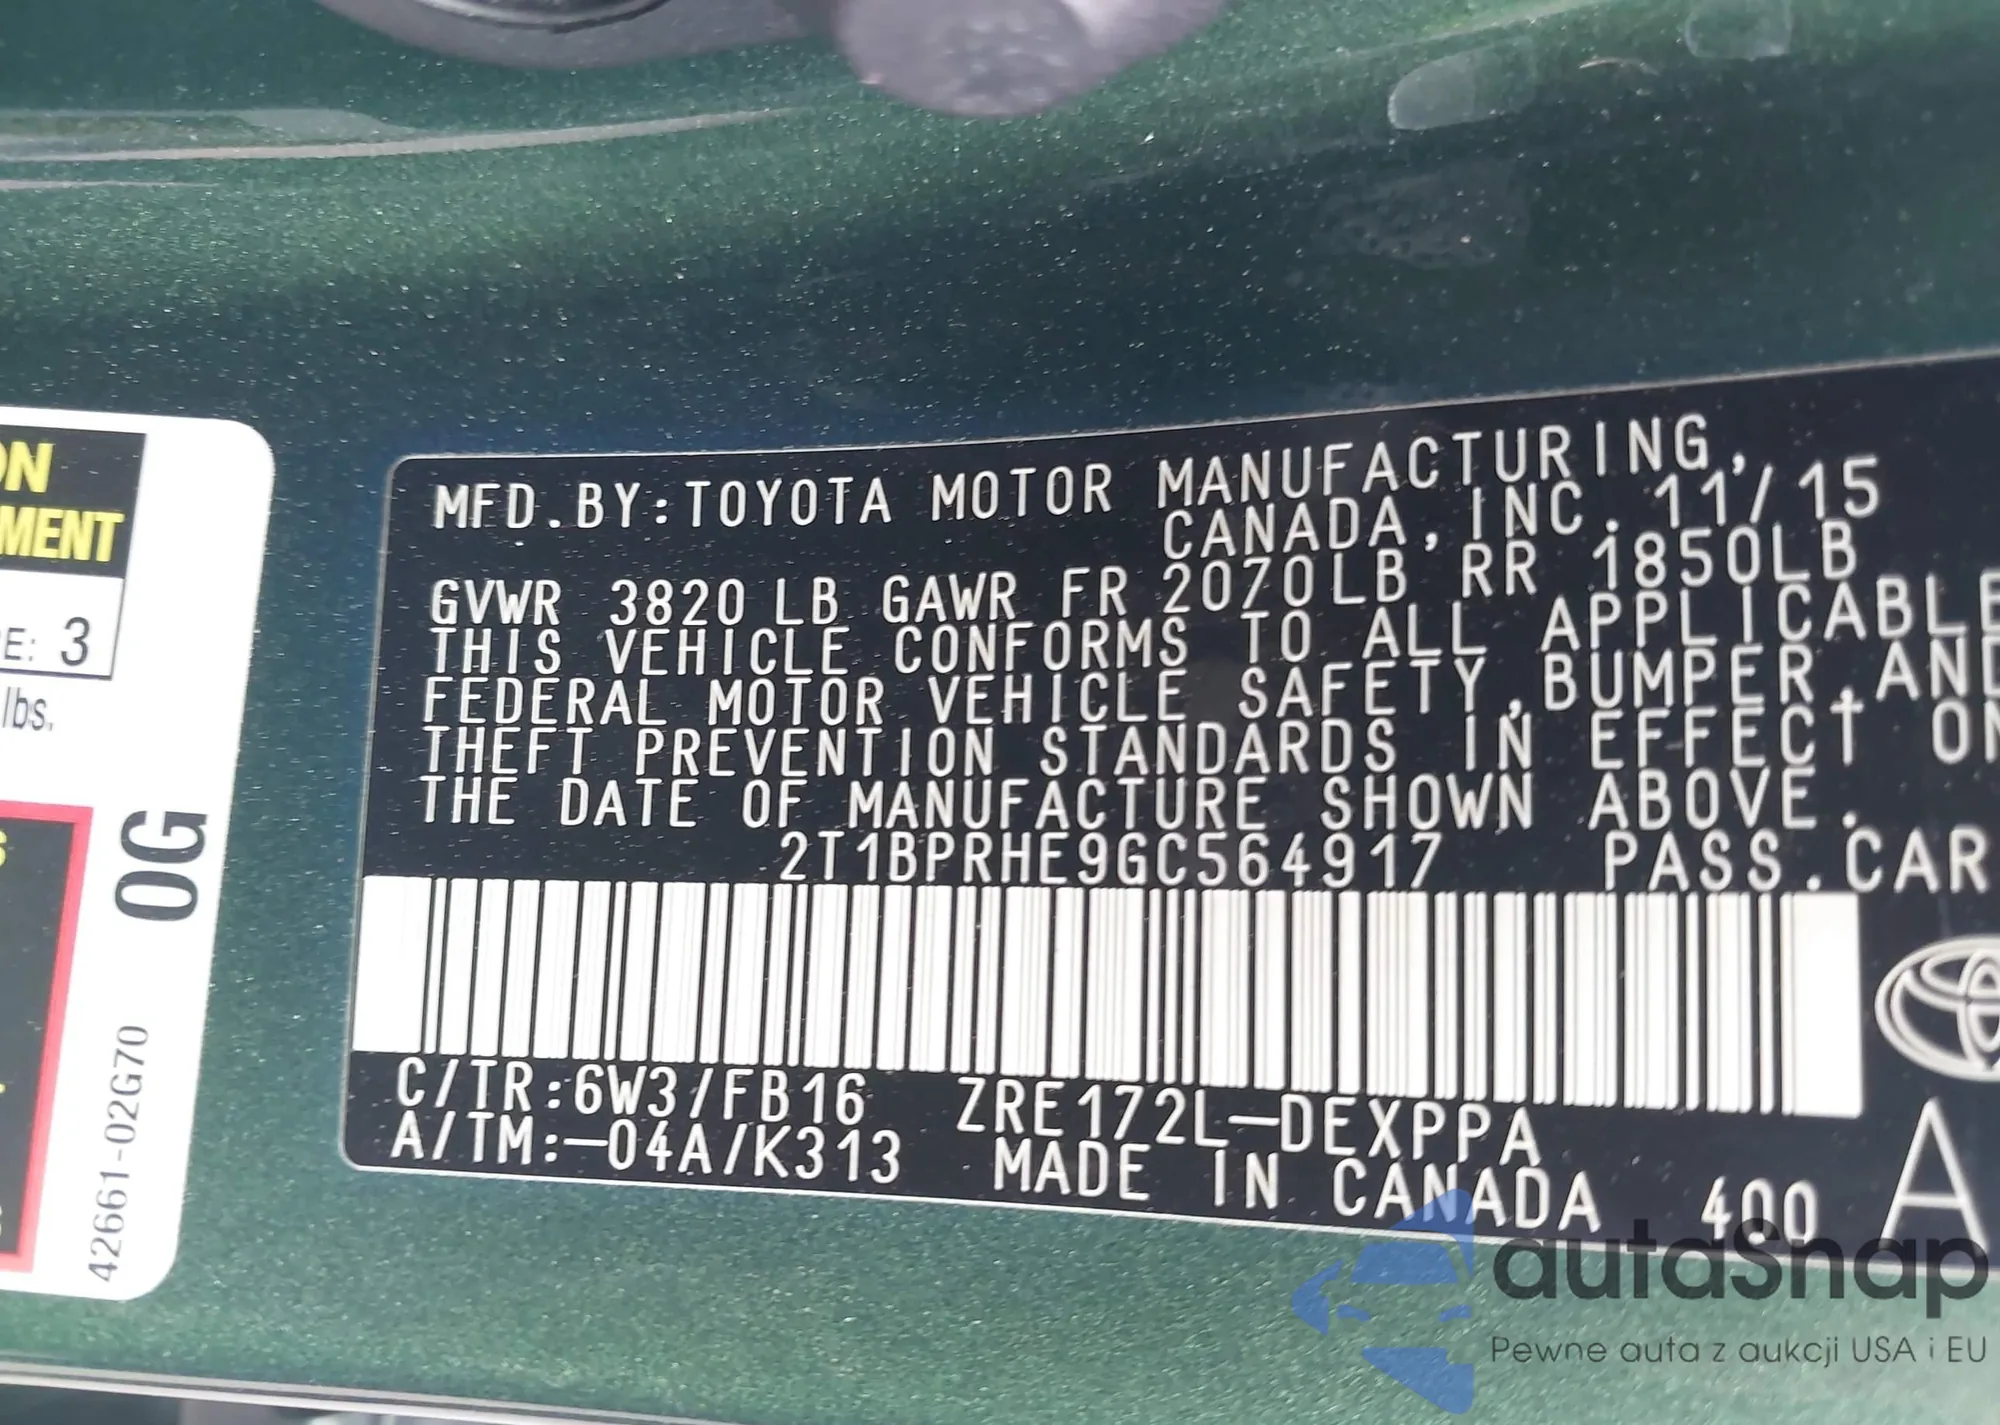 ON
MENT
E: 3
lbs.
0G
42661-02G70
MFD.BY:TOYOTA MOTOR MANUFACTURING,
CANADA,INC. 11/15
GVWR 3820 LB GAWR FR 2070LB RR 1850LB
THIS VEHICLE CONFORMS TO ALL APPLICABLE
FEDERAL MOTOR VEHICLE SAFETY,BUMPER,AND
THEFT PREVENTION STANDARDS IN EFFECT ON
THE DATE OF MANUFACTURE SHOWN ABOVE.
2T1BPRHE9GC564917 PASS.CAR
C/TR:6W3/FB16 ZRE172L-DEXPPA
A/TM:-04A/K313 MADE IN CANADA 400 A
autasnap
Pewne auta z aukcji USA i EU